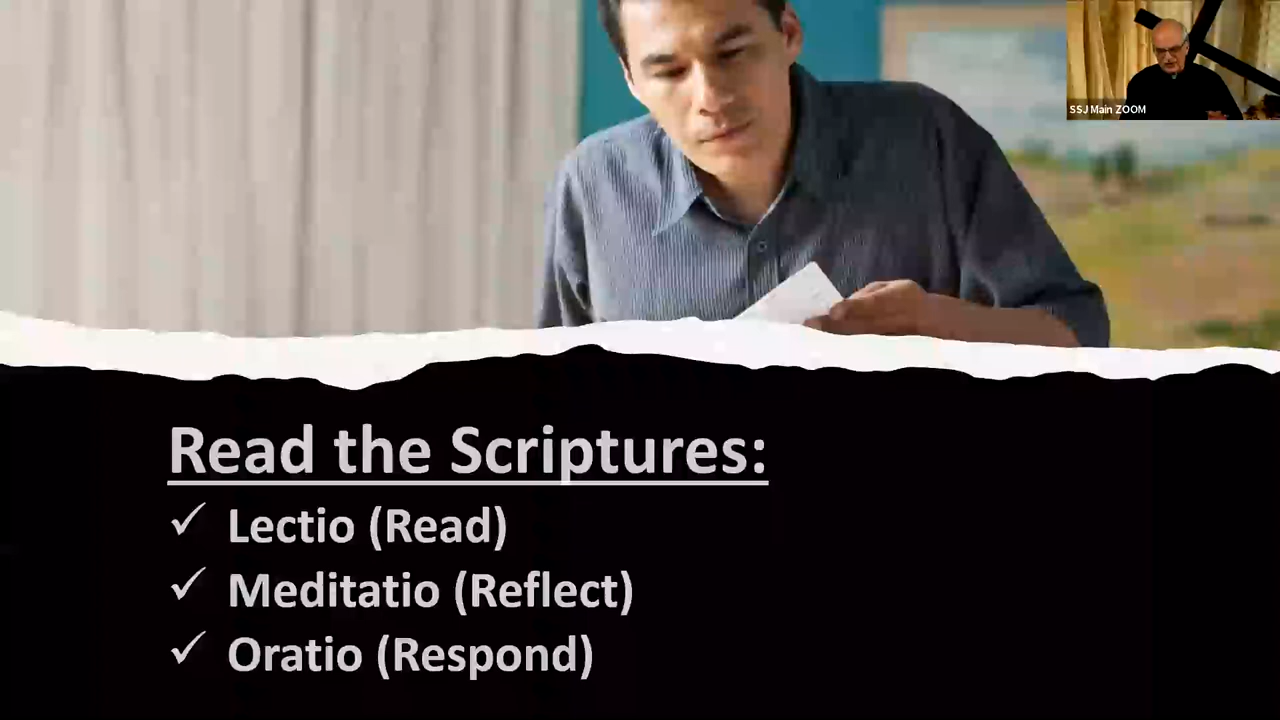 SSJ Main ZOOM
Read the Scriptures:
✓ Lectio (Read)
✓ Meditatio (Reflect)
✓ Oratio (Respond)